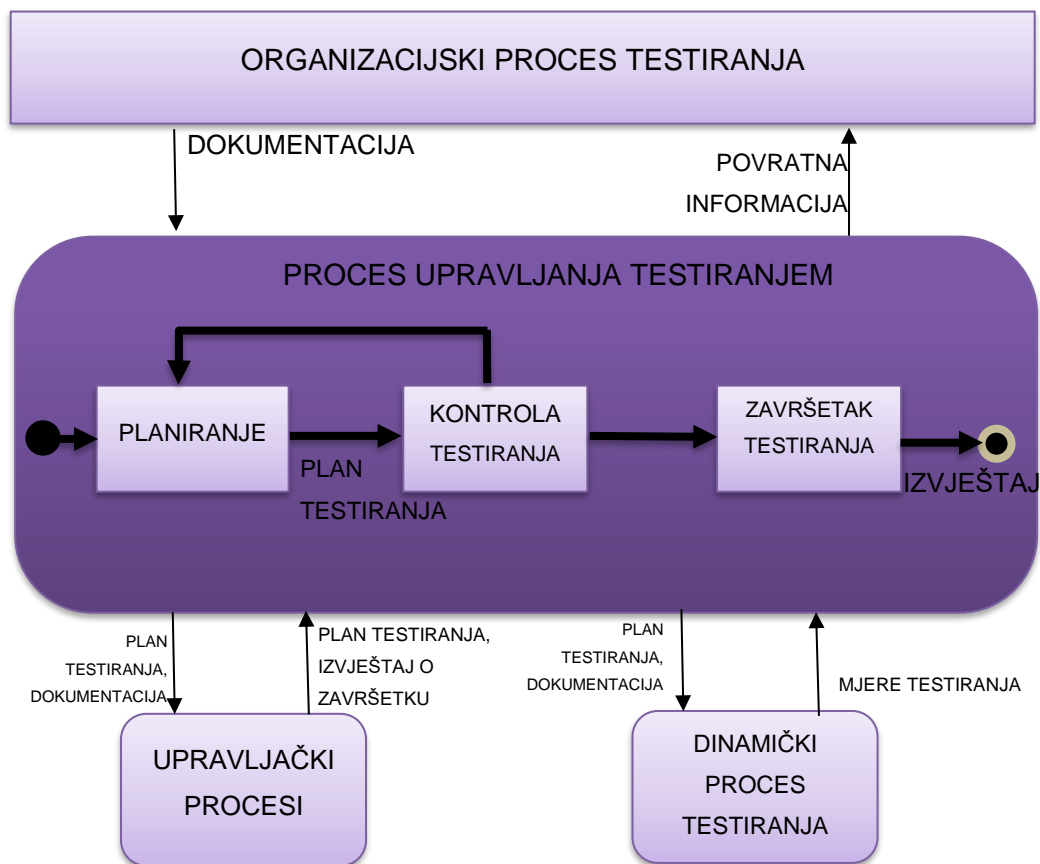 ORGANIZACIJSKI PROCES TESTIRANJA
DOKUMENTACIJA
POVRATNA
INFORMACIJA
PROCES UPRAVLJANJA TESTIRANJEM
PLANIRANJE
PLAN
TESTIRANJA
KONTROLA
TESTIRANJA
ZAVRŠETAK
TESTIRANJA
IZVJEŠTAJ
PLAN
TESTIRANJA,
DOKUMENTACIJA
PLAN TESTIRANJA,
IZVJEŠTAJ O
ZAVRŠETKU
PLAN
TESTIRANJA,
DOKUMENTACIJA
MJERE TESTIRANJA
UPRAVLJAČKI
PROCESI
DINAMIČKI
PROCES
TESTIRANJA